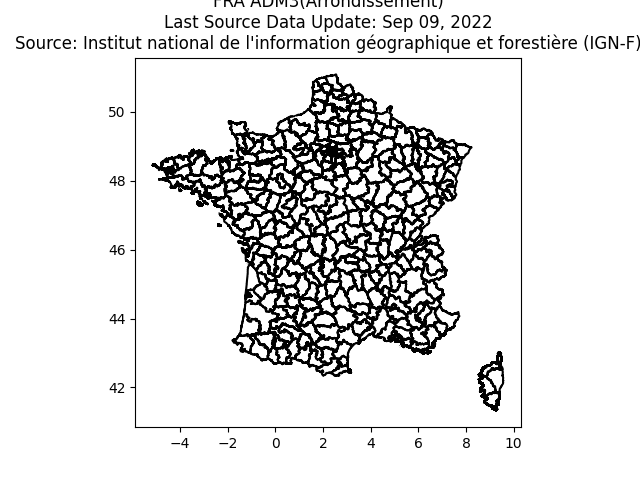 FRA ADM3(Arrondissement)
Last Source Data Update: Sep 09, 2022
Source: Institut national de l'information géographique et forestière (IGN-F)
50
48
46
44
42
−4 −2 0 2 4 6 8 10